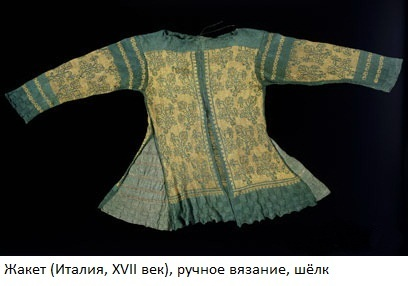 Жакет (Италия, XVII век), ручное вязание, шёлк